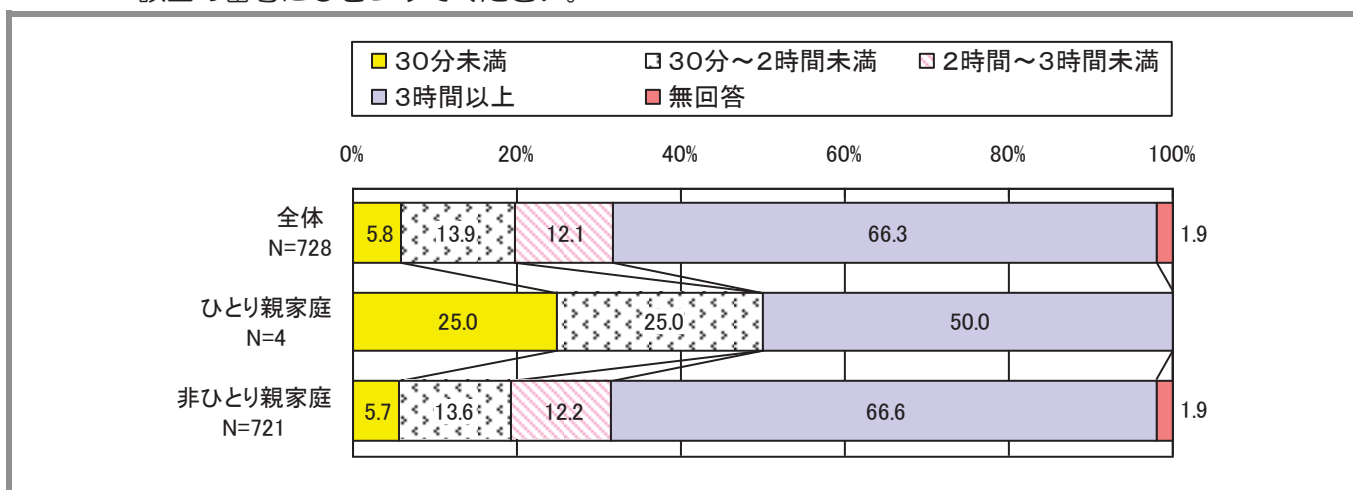 30分未満 30分～2時間未満 2時間～3時間未満
3時間以上 無回答
0% 20% 40% 60% 80% 100%
全体
N=728
5.8 13.9 12.1 66.3 1.9
ひとり親家庭
N=4
25.0 25.0 50.0
非ひとり親家庭
N=721
5.7 13.6 12.2 66.6 1.9